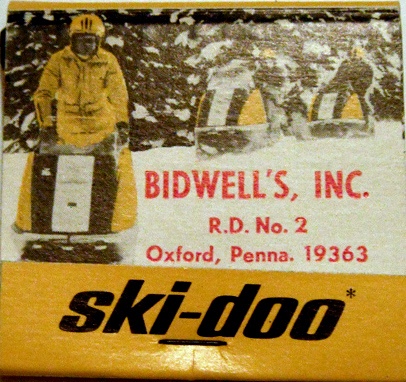 BIDWELL'S, INC.
R.D. No. 2
Oxford, Penna. 19363
ski-doo*